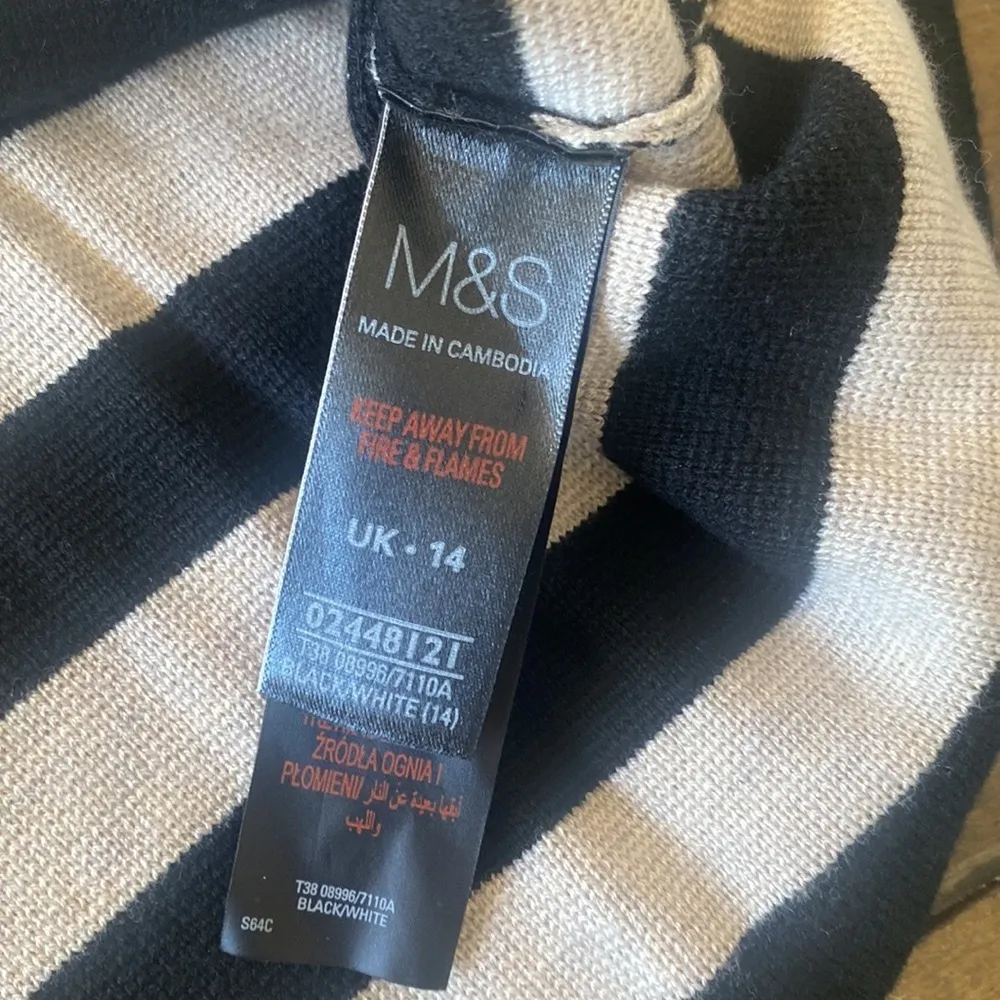 M&S
MADE IN CAMBODIA
KEEP AWAY FROM
FIRE & FLAMES
UK • 14
02448121
T38 08996/7110A
BLACK/WHITE (14)
ŹRÓDŁA OGNIA I
PŁOMIENI/ أبقها بعيدة عن النار
واللهب
T38 08996/7110A
BLACK/WHITE
S64C